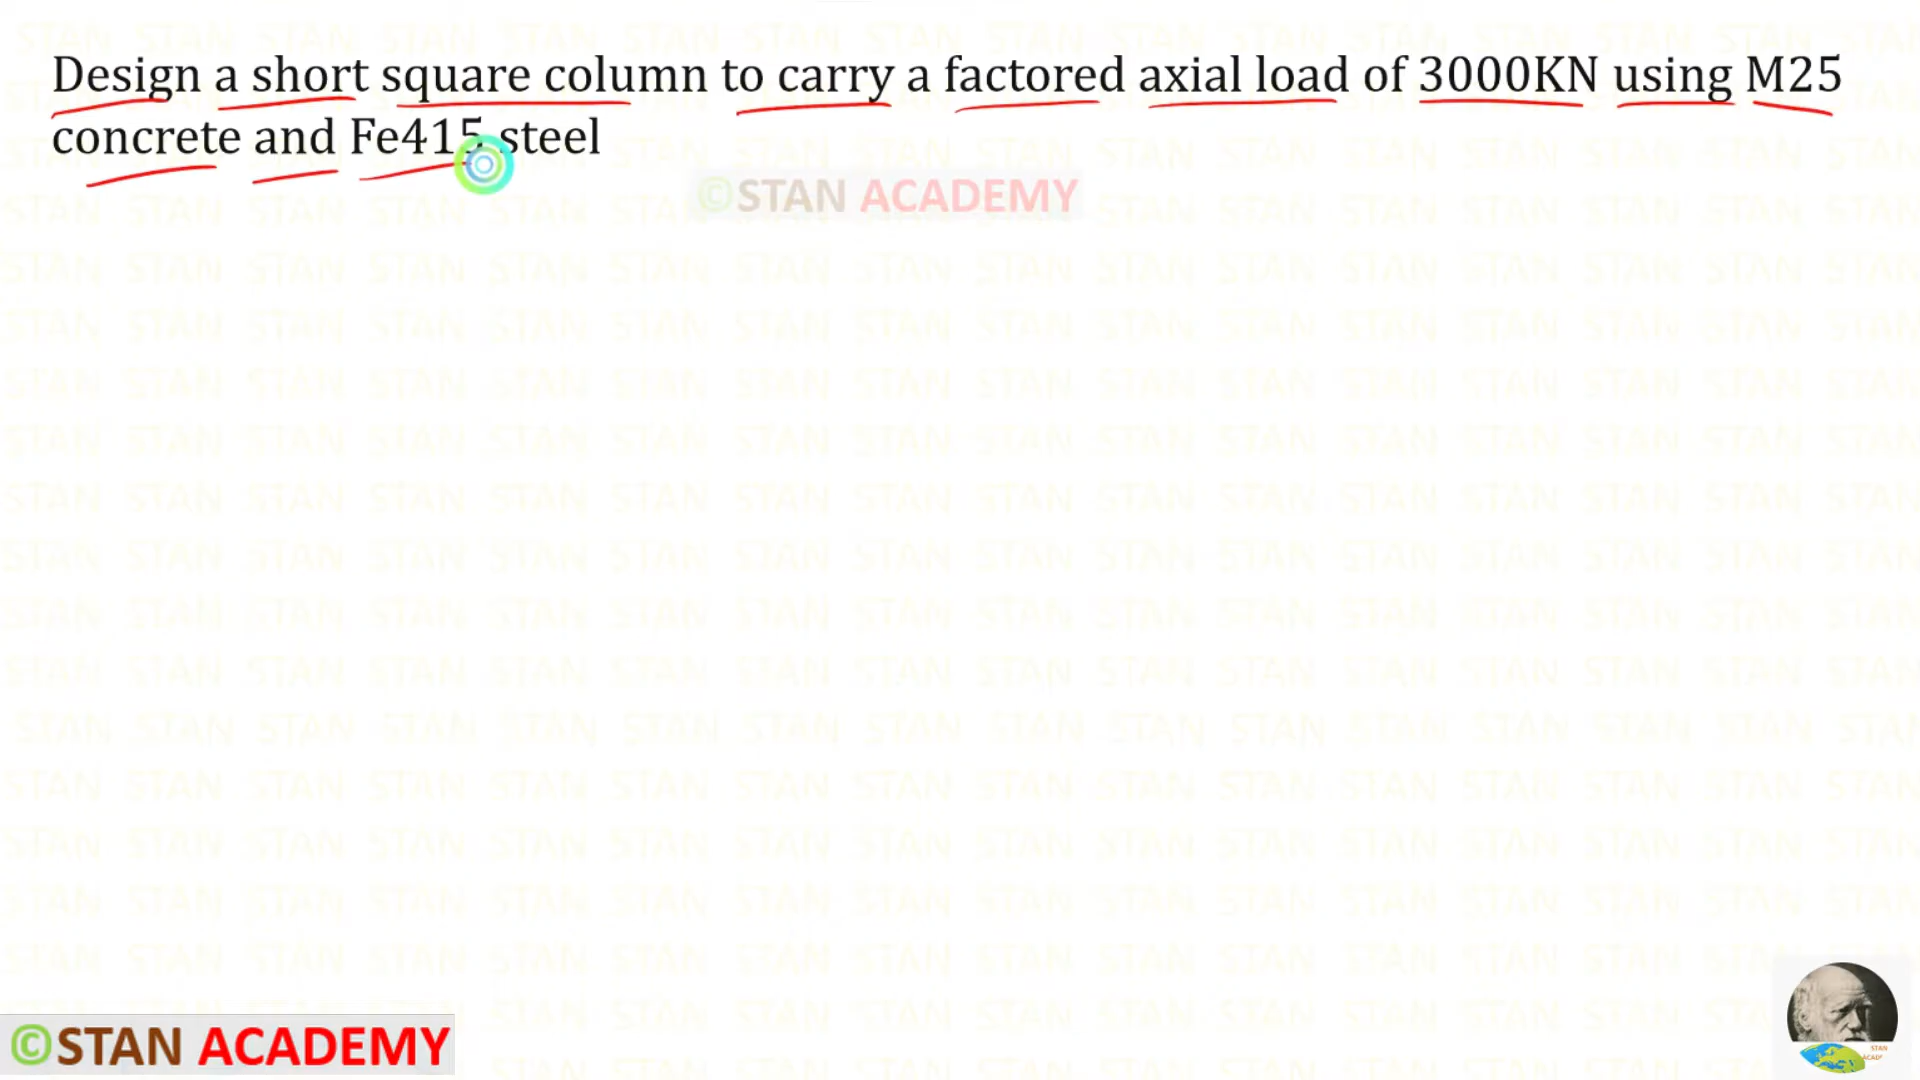 Design a short square column to carry a factored axial load of 3000KN using M25
concrete and Fe415 steel
©STAN ACADEMY
©STAN ACADEMY